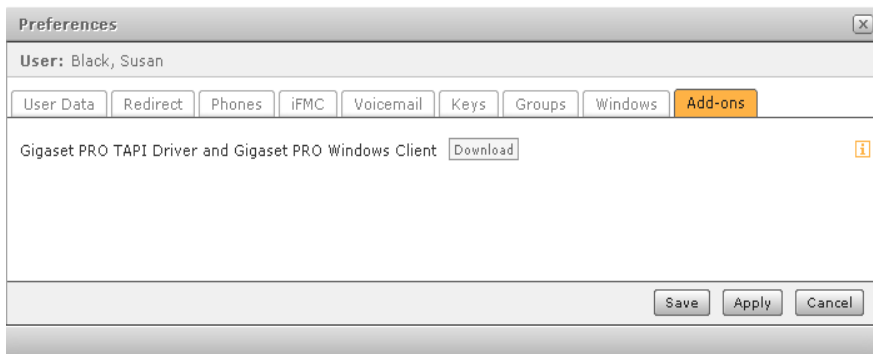 Preferences
User: Black, Susan
User Data Redirect Phones iFMC Voicemail Keys Groups Windows Add-ons
Gigaset PRO TAPI Driver and Gigaset PRO Windows Client Download
Save Apply Cancel